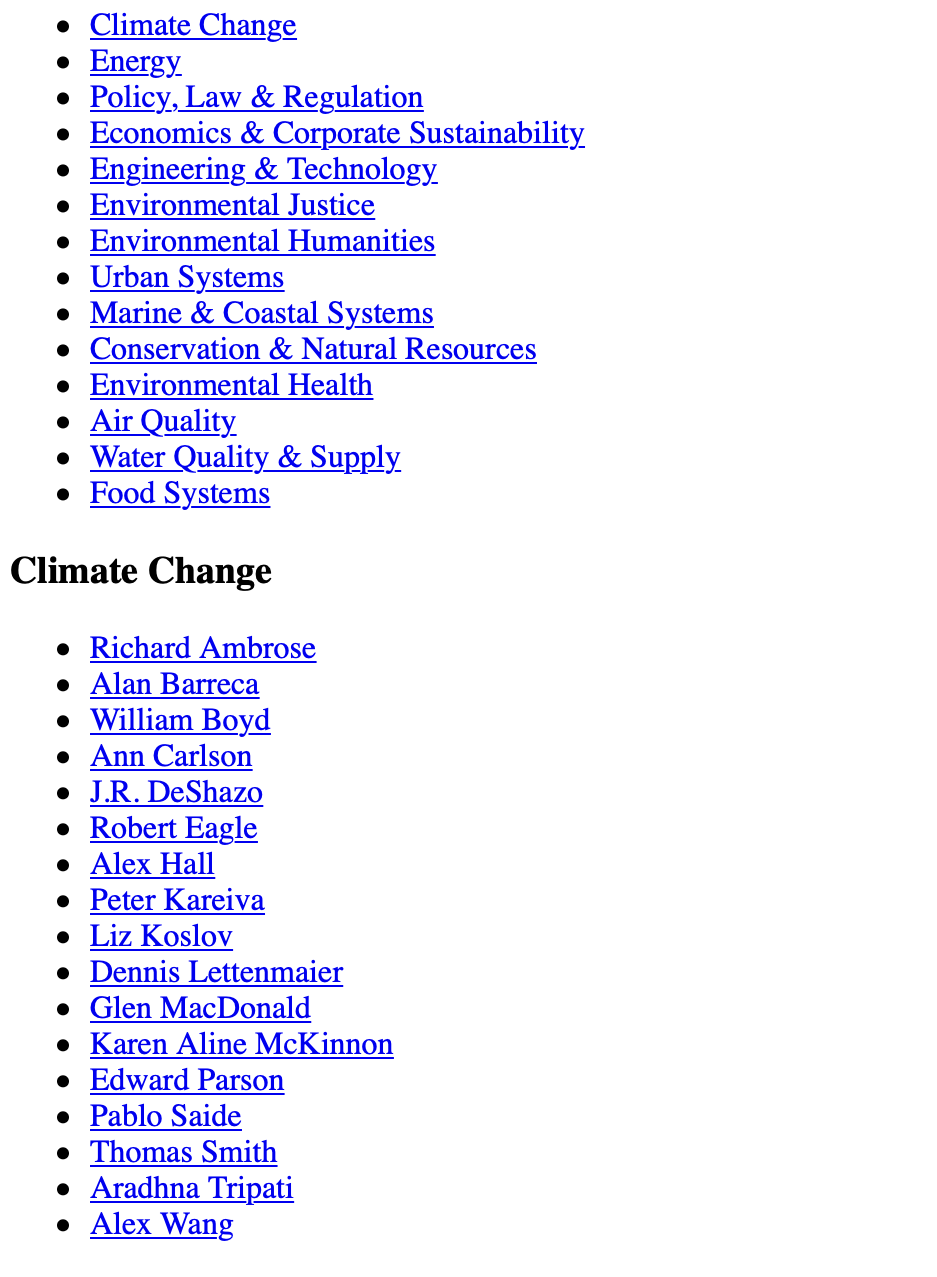 Climate Change
Energy
Policy, Law & Regulation
Economics & Corporate Sustainability
Engineering & Technology
Environmental Justice
Environmental Humanities
Urban Systems
Marine & Coastal Systems
Conservation & Natural Resources
Environmental Health
Air Quality
Water Quality & Supply
Food Systems
Climate Change
Richard Ambrose
Alan Barreca
William Boyd
Ann Carlson
J.R. DeShazo
Robert Eagle
Alex Hall
Peter Kareiva
Liz Koslov
Dennis Lettenmaier
Glen MacDonald
Karen Aline McKinnon
Edward Parson
Pablo Saide
Thomas Smith
Aradhna Tripati
Alex Wang